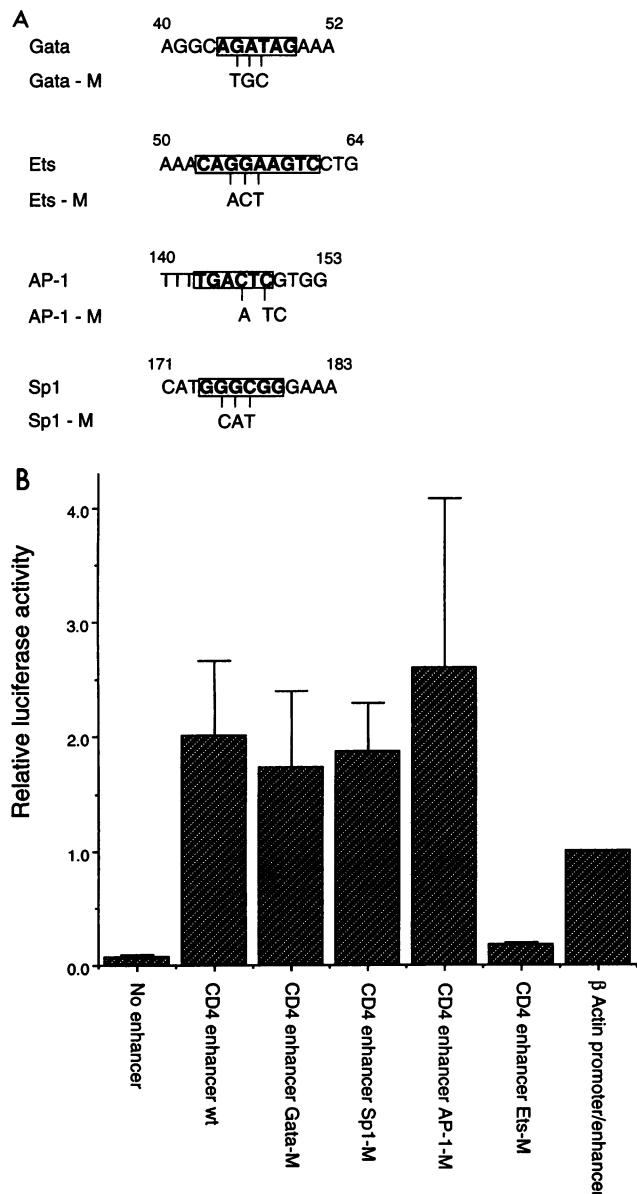 A
40 52
Gata AGGCAGATAGAAA
Gata - M TGC
50 64
Ets AAACAGGAAGTCCTG
Ets - M ACT
140 153
AP-1 TTTTGACTCGTGG
AP-1 - M A TC
171 183
Sp1 CATGGGCGGGAAA
Sp1 - M CAT
B
Relative luciferase activity
4.0
3.0
2.0
1.0
0.0
No enhancer
CD4 enhancer wt
CD4 enhancer Gata-M
CD4 enhancer Sp1-M
CD4 enhancer AP-1-M
CD4 enhancer Ets-M
β Actin promoter/enhancer